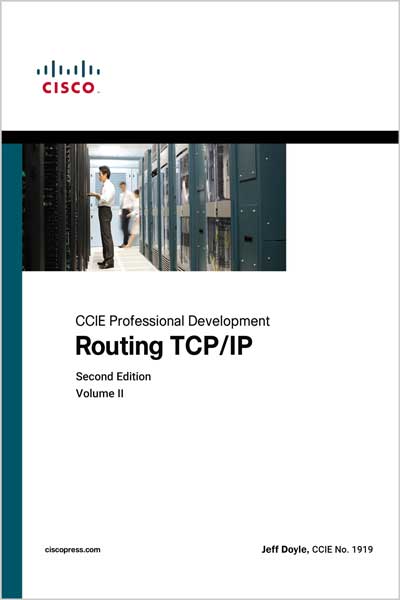 CISCO
CCIE Professional Development
Routing TCP/IP
Second Edition
Volume II
ciscopress.com
Jeff Doyle, CCIE No. 1919